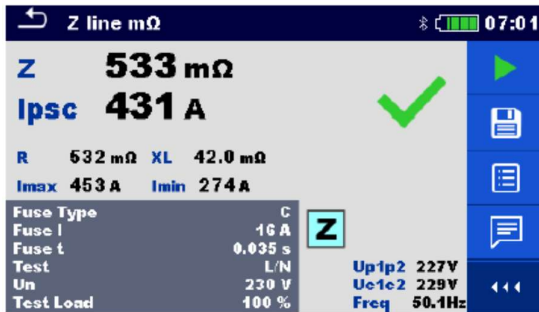 Z line mΩ 07:01
Z 533 mΩ
Ipsc 431 A
R 532 mΩ XL 42.0 mΩ
Imax 453 A Imin 274 A
Fuse Type C
Fuse I 16 A
Fuse t 0.035 s
Test L/N
Un 230 V
Test Load 100 %
Z
Up1p2 227V
Ue1e2 229V
Freq 50.1Hz